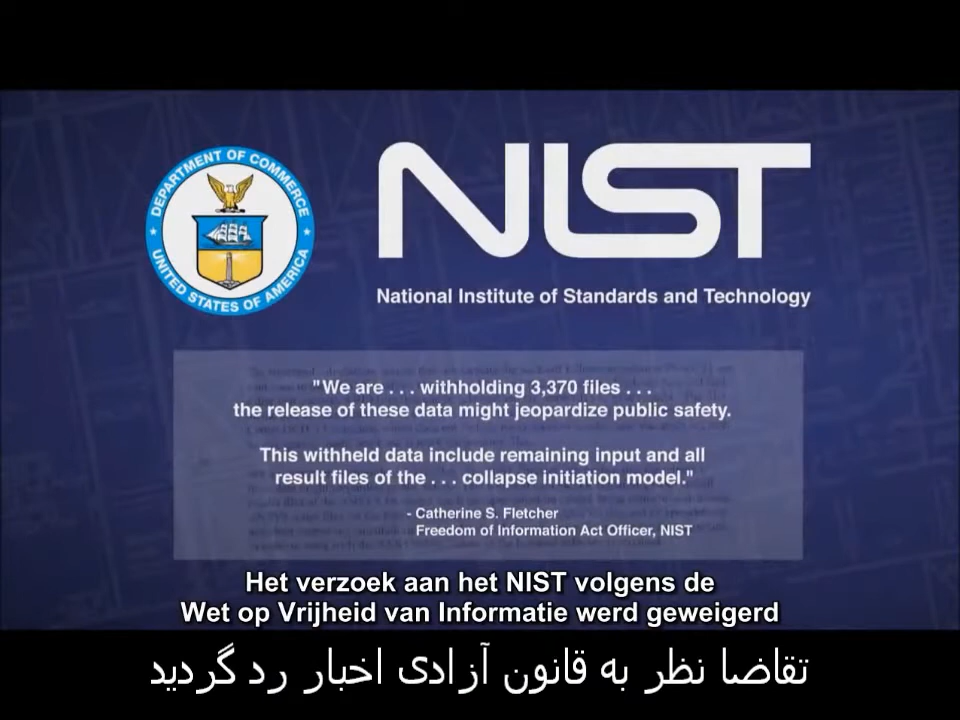 DEPARTMENT OF COMMERCE
UNITED STATES OF AMERICA
NIST
National Institute of Standards and Technology
"We are . . . withholding 3,370 files . . .
the release of these data might jeopardize public safety.
This withheld data include remaining input and all
result files of the . . . collapse initiation model."
- Catherine S. Fletcher
Freedom of Information Act Officer, NIST
Het verzoek aan het NIST volgens de
Wet op Vrijheid van Informatie werd geweigerd
تقاضا نظر به قانون آزادی اخبار رد گردید